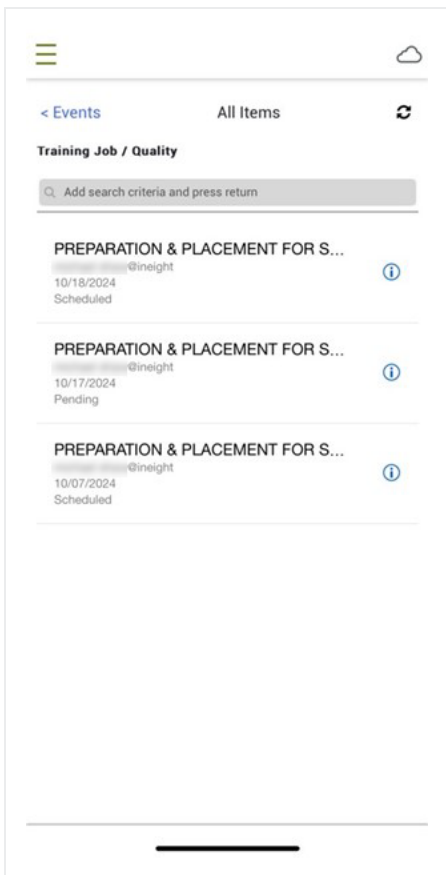 < Events
All Items
Training Job / Quality
Add search criteria and press return
PREPARATION & PLACEMENT FOR S...
@ineight
10/18/2024
Scheduled
PREPARATION & PLACEMENT FOR S...
@ineight
10/17/2024
Pending
PREPARATION & PLACEMENT FOR S...
@ineight
10/07/2024
Scheduled